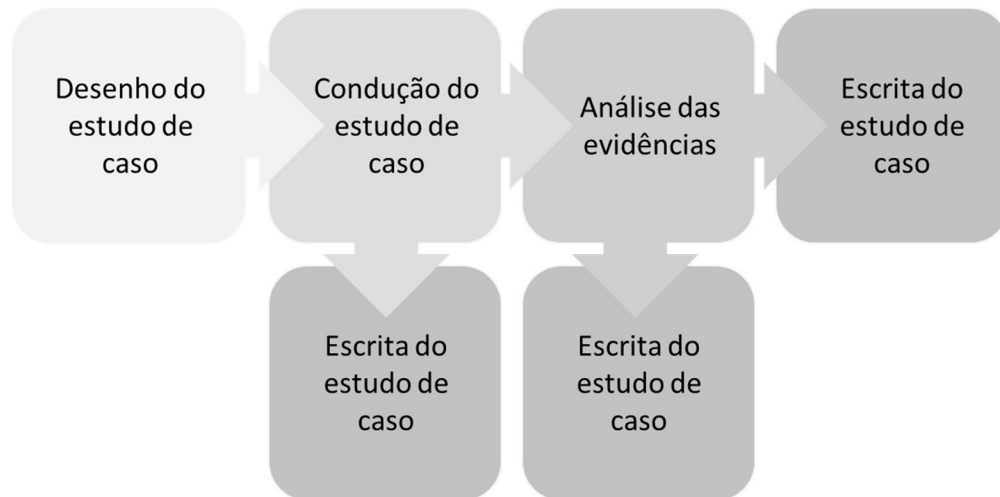 Desenho do
estudo de
caso
Condução do
estudo de
caso
Análise das
evidências
Escrita do
estudo de
caso
Escrita do
estudo de
caso
Escrita do
estudo de
caso